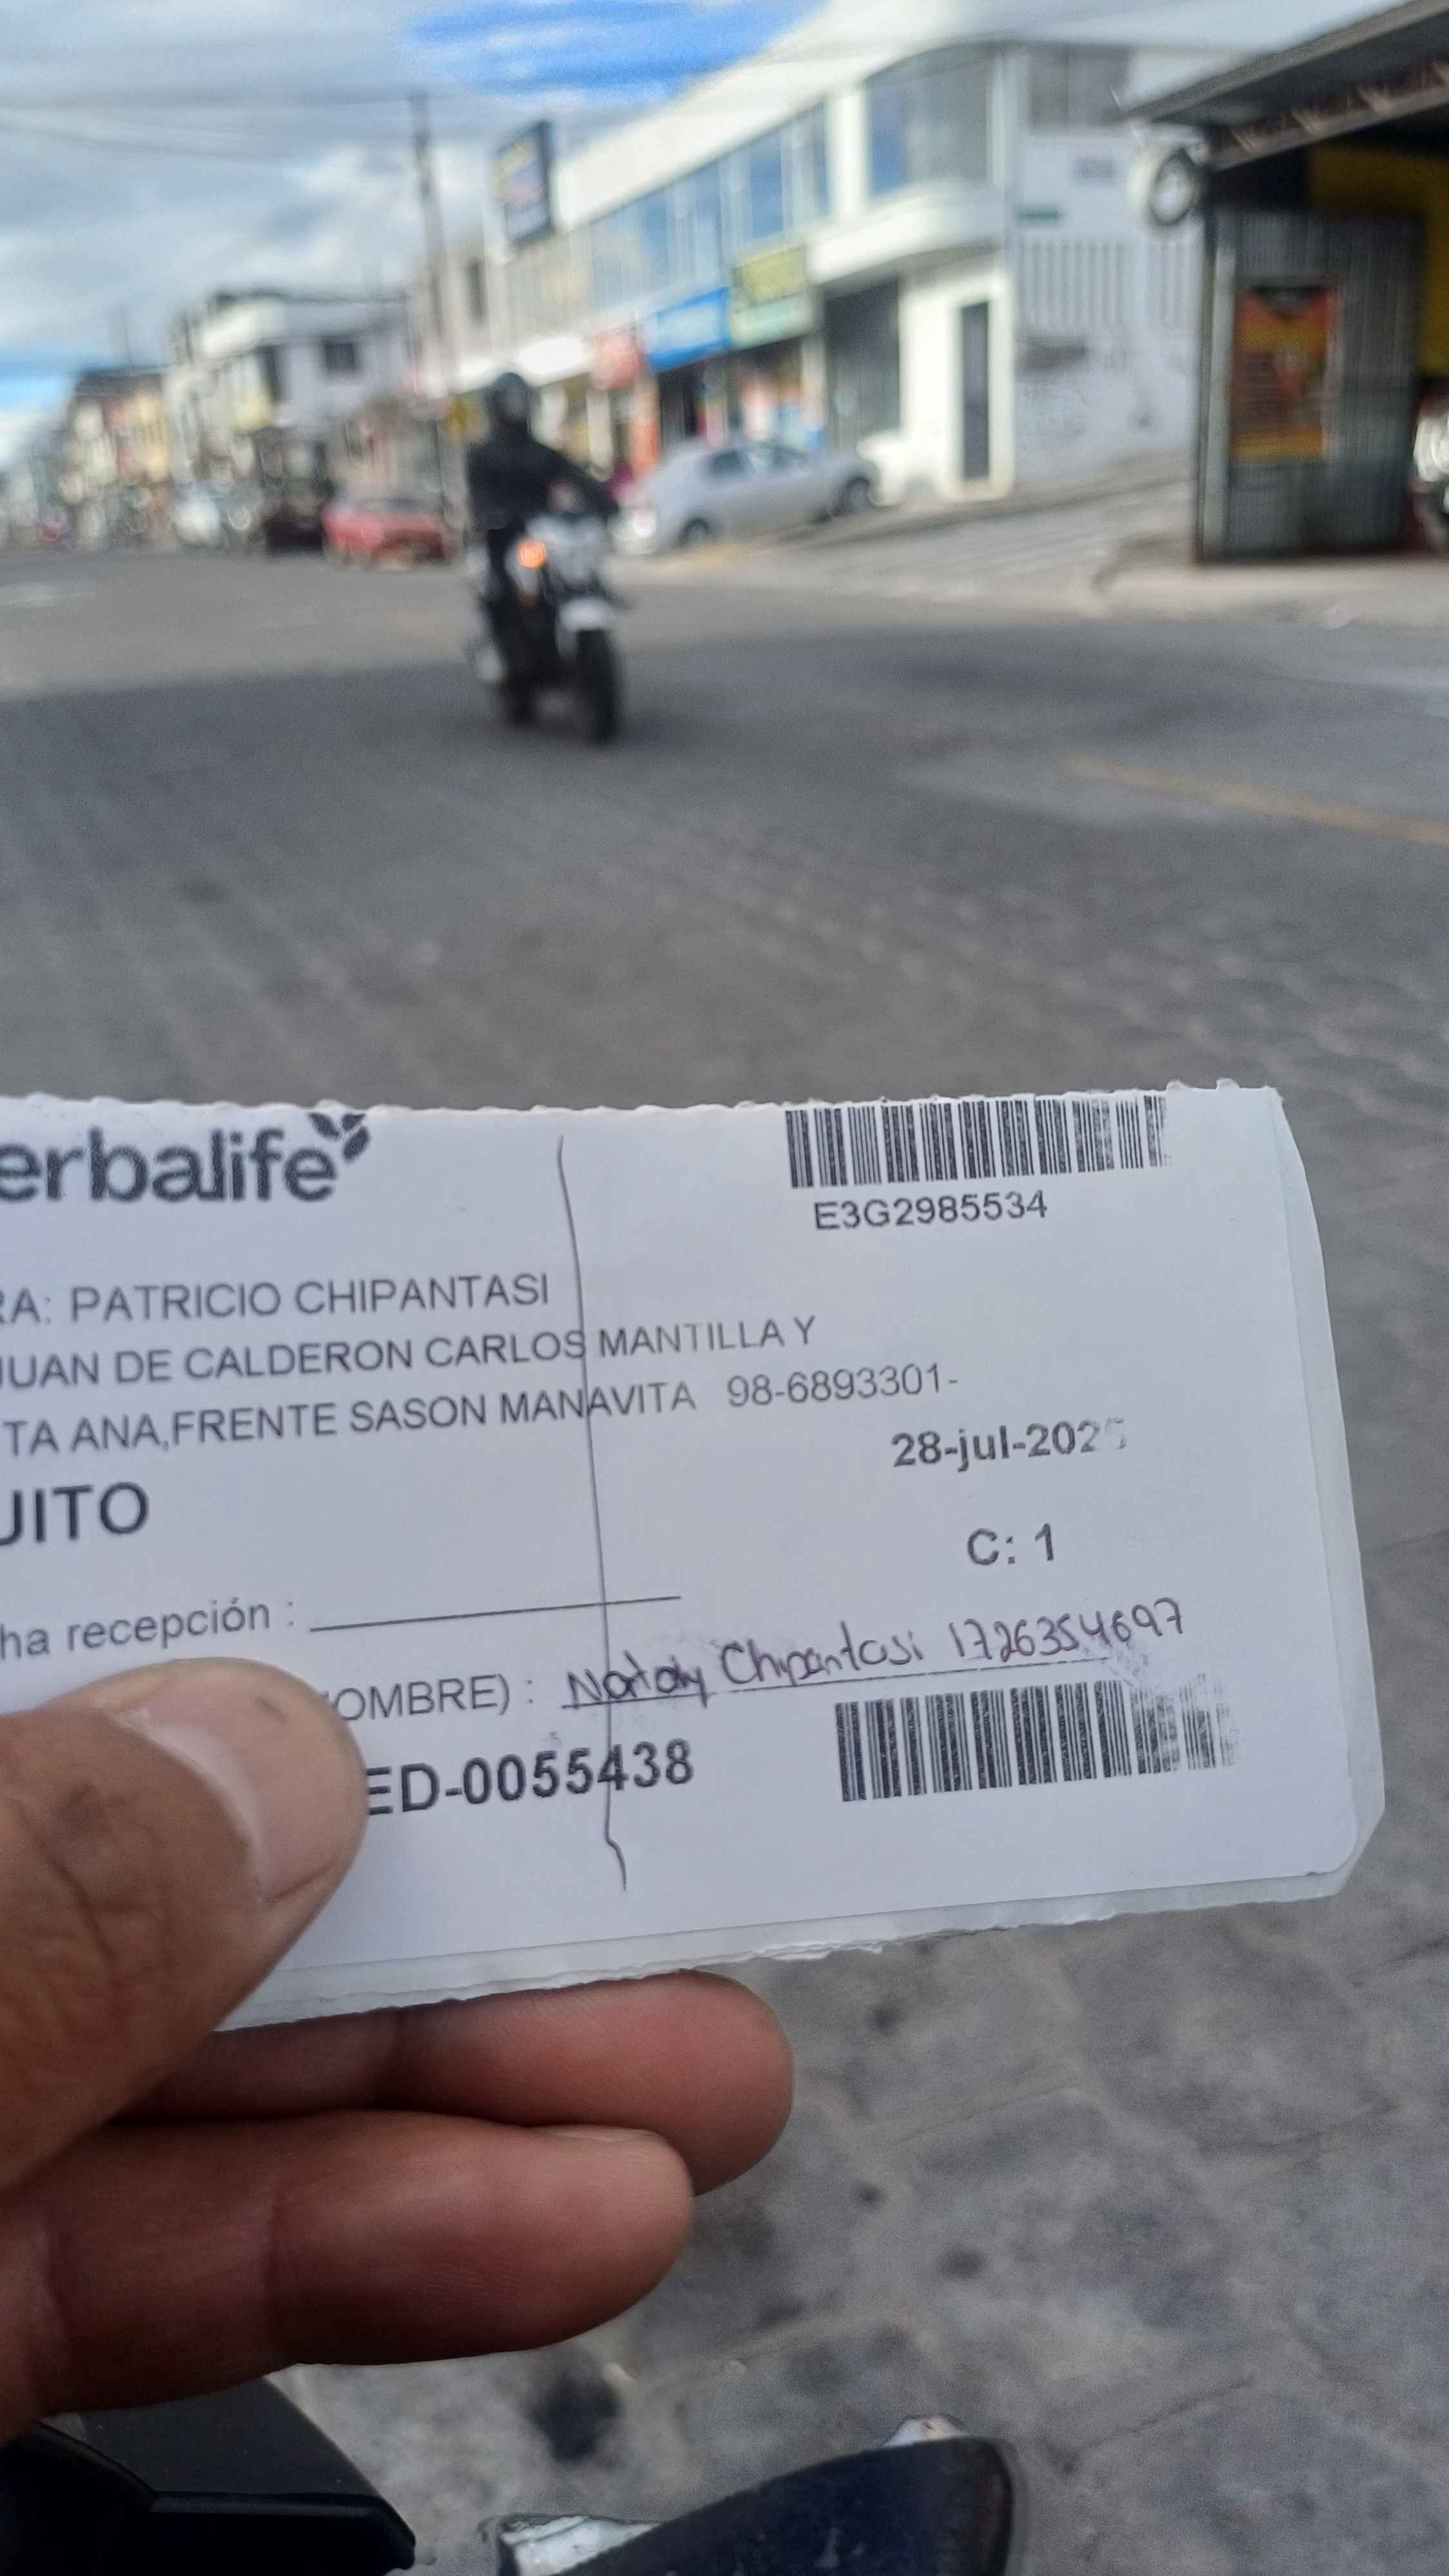 erbalife
E3G2985534
RA: PATRICIO CHIPANTASI
JUAN DE CALDERON CARLOS MANTILLA Y
TA ANA,FRENTE SASON MANAVITA 98-6893301-
28-jul-2025
UITO
C: 1
ha recepción :
OMBRE) : Nataly Chipantasi 1726354697
ED-0055438